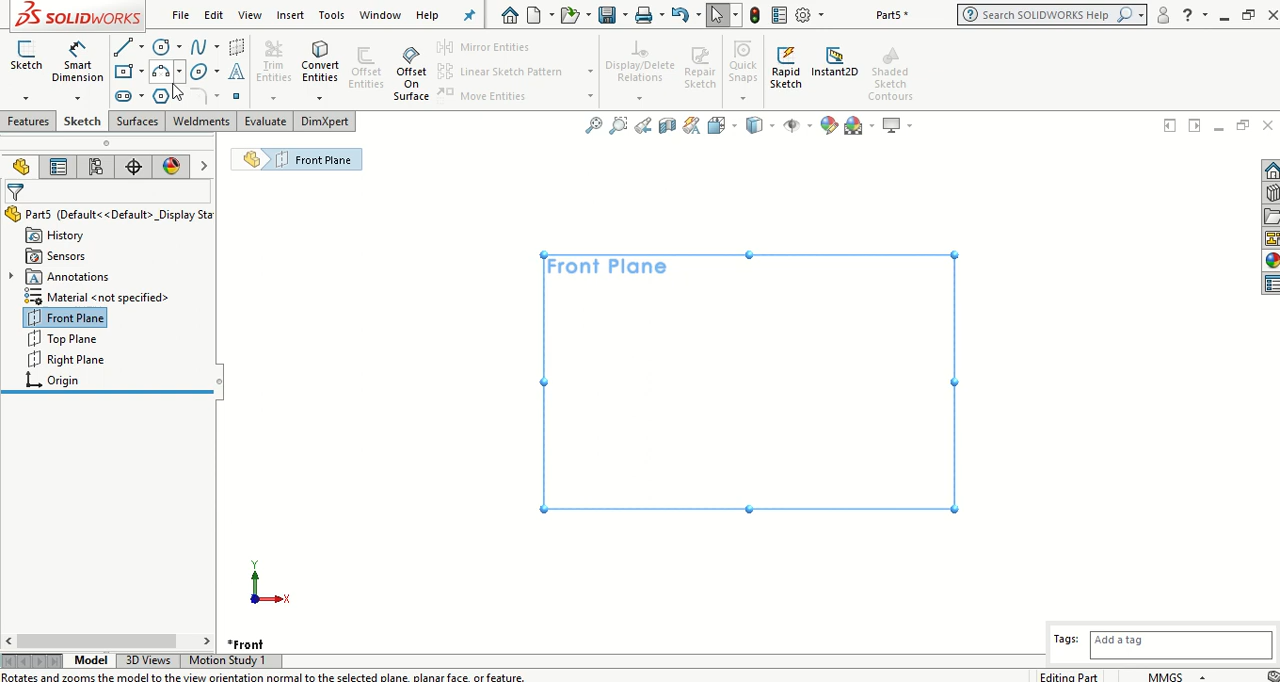 SOLIDWORKS File Edit View Insert Tools Window Help Part5 * Search SOLIDWORKS Help ?
Sketch Smart Dimension Trim Entities Convert Entities Offset Entities Offset On Surface Mirror Entities Linear Sketch Pattern Move Entities Display/Delete Relations Repair Sketch Quick Snaps Rapid Sketch Instant2D Shaded Sketch Contours
Features Sketch Surfaces Weldments Evaluate DimXpert
Front Plane
Part5 (Default<<Default>_Display Sta
History
Sensors
Annotations
Material <not specified>
Front Plane
Top Plane
Right Plane
Origin
Front Plane
Y
X
*Front
Tags: Add a tag
Model 3D Views Motion Study 1
Rotates and zooms the model to the view orientation normal to the selected plane, planar face, or feature. Editing Part MMGS